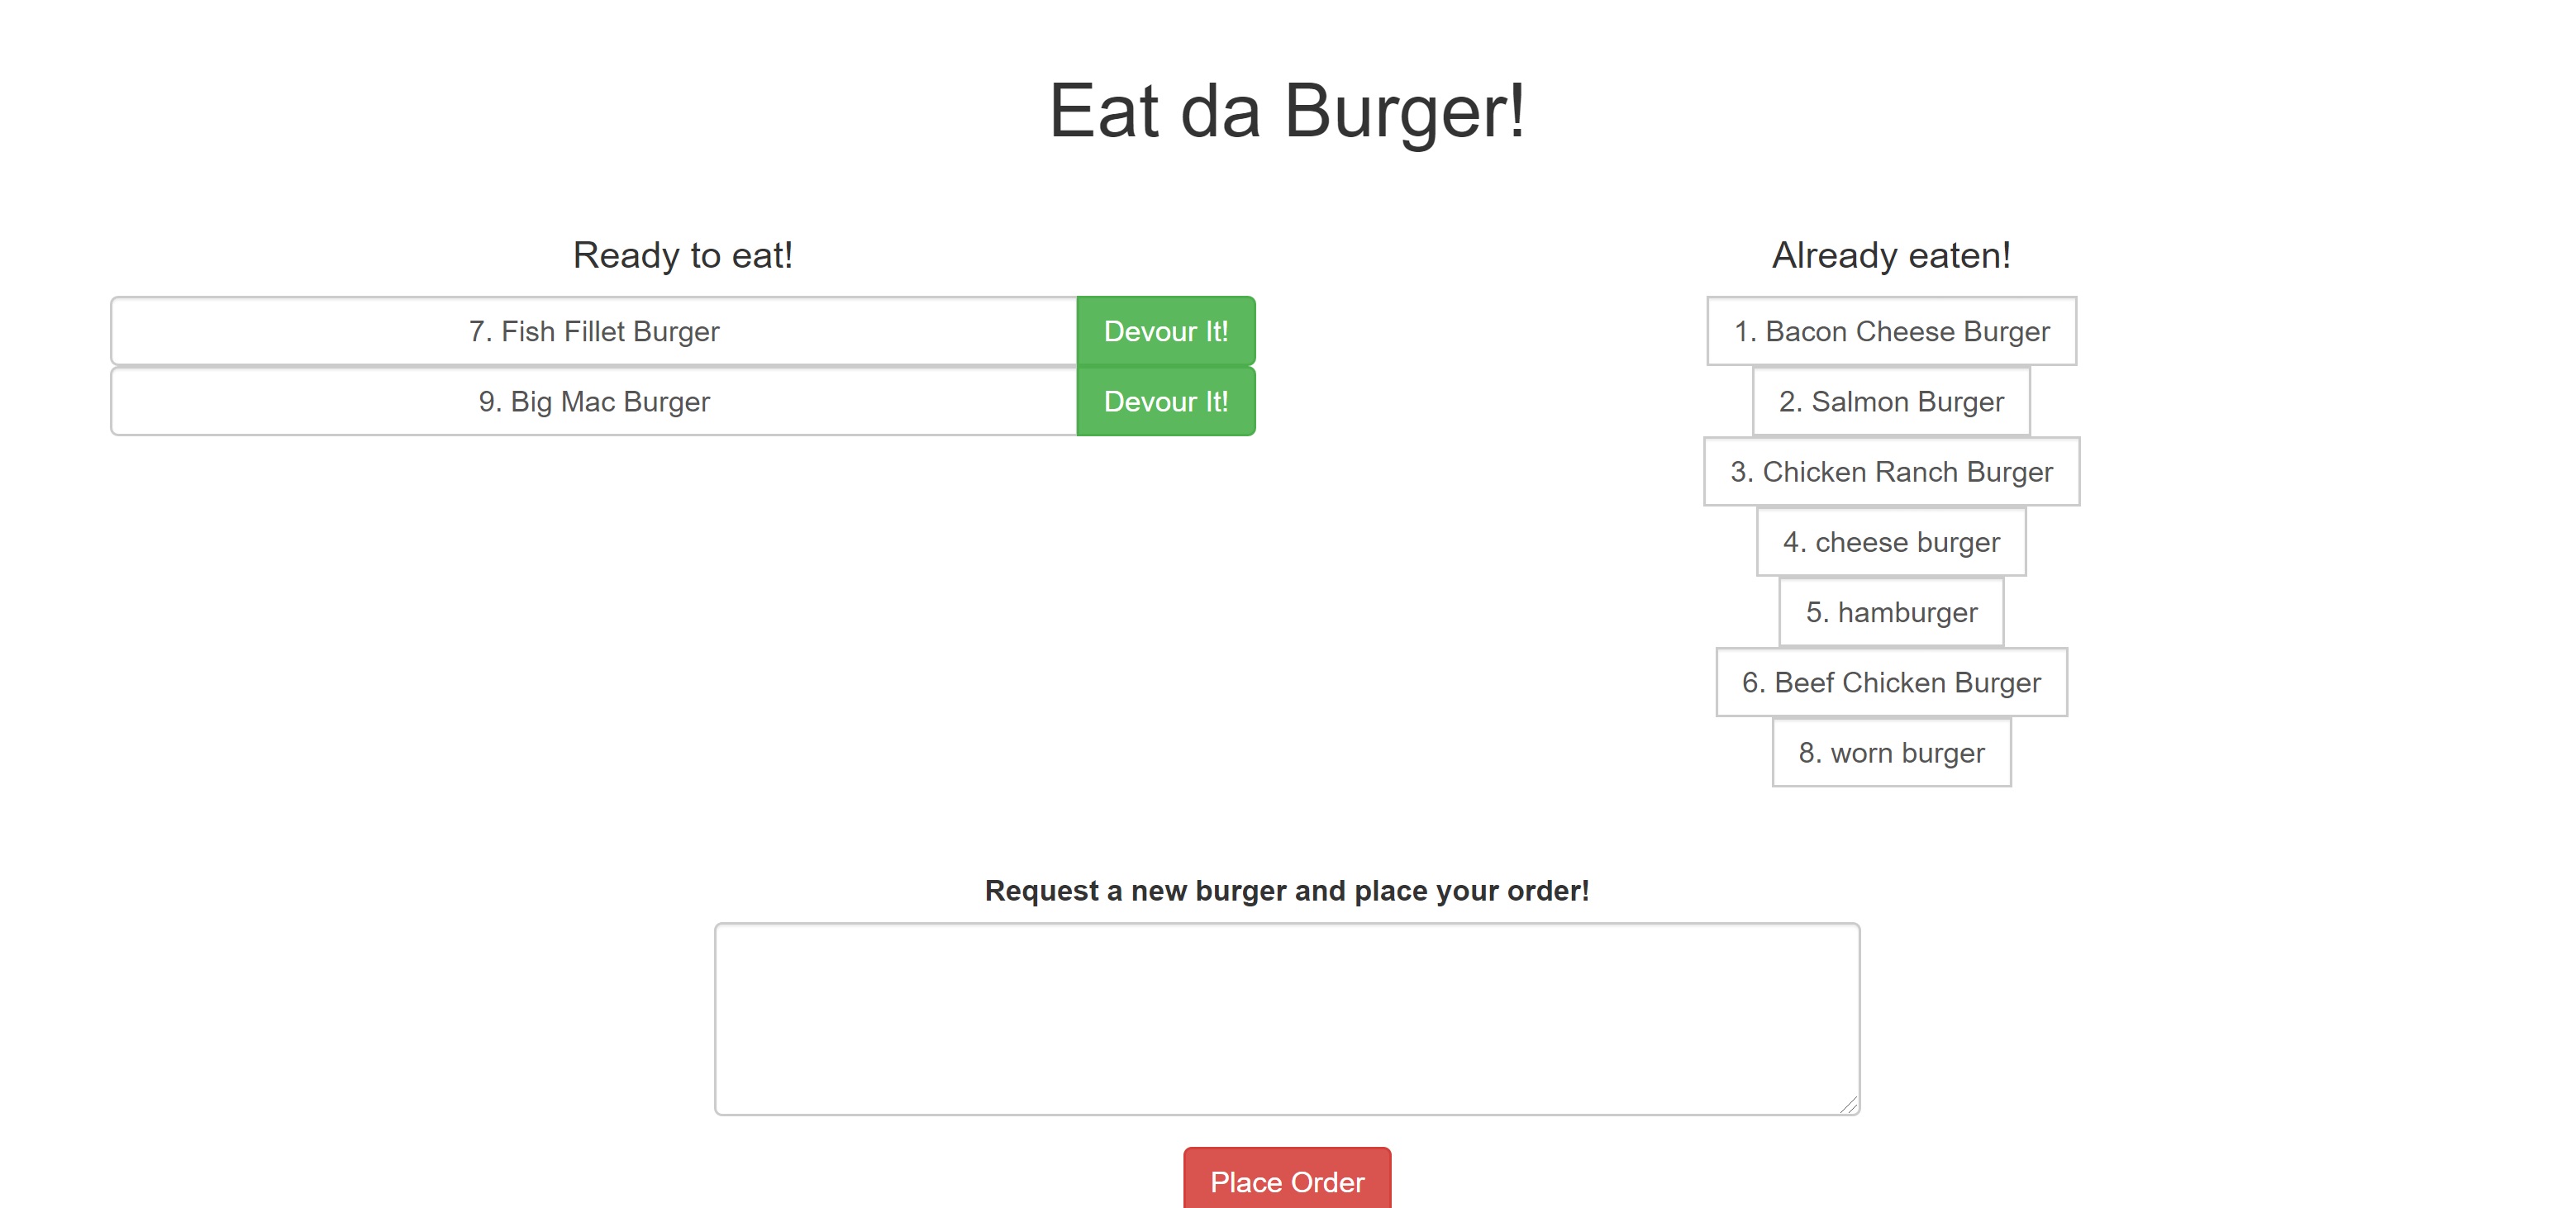 Eat da Burger!
Ready to eat!
7. Fish Fillet Burger
Devour It!
9. Big Mac Burger
Devour It!
Already eaten!
1. Bacon Cheese Burger
2. Salmon Burger
3. Chicken Ranch Burger
4. cheese burger
5. hamburger
6. Beef Chicken Burger
8. worn burger
Request a new burger and place your order!
Place Order